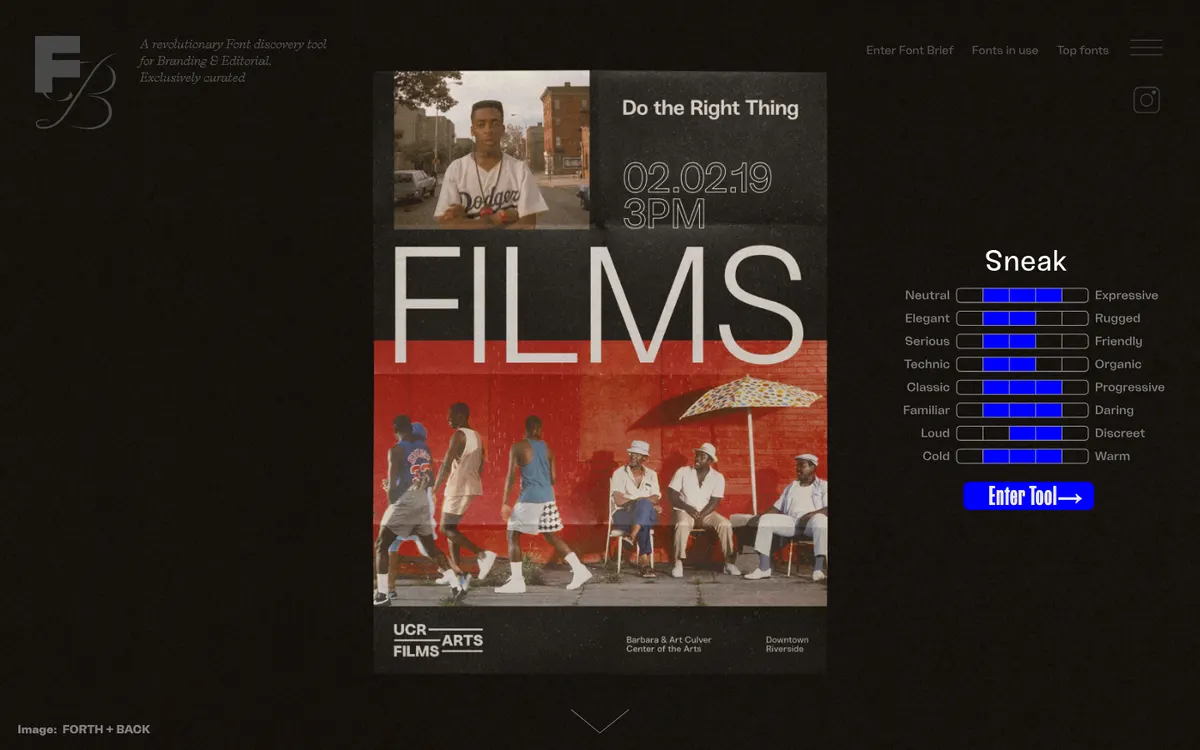 FB
A revolutionary Font discovery tool
for Branding & Editorial.
Exclusively curated
Enter Font Brief
Fonts in use
Top fonts
Do the Right Thing
Dodgers
02.02.19
3PM
FILMS
Sneak
Neutral Expressive
Elegant Rugged
Serious Friendly
Technic Organic
Classic Progressive
Familiar Daring
Loud Discreet
Cold Warm
Enter Tool→
33
UCR
ARTS
FILMS
Barbara & Art Culver
Center of the Arts
Downtown
Riverside
Image: FORTH + BACK